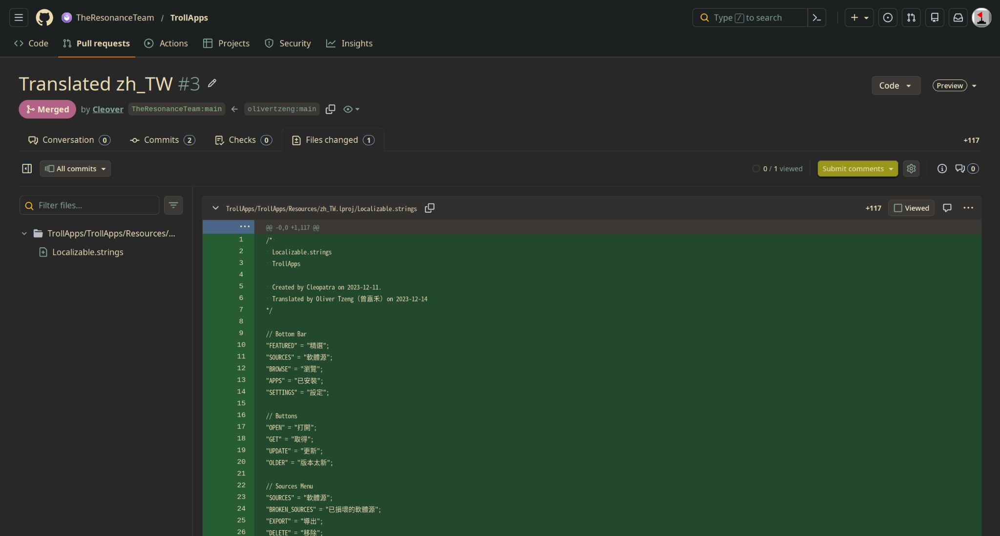 TheResonanceTeam / TrollApps
Type / to search
Code
Pull requests
Actions
Projects
Security
Insights
Translated zh_TW #3
Code
Preview
Merged
by Cleover TheResonanceTeam:main ← olivertzeng:main
Conversation 0
Commits 2
Checks 0
Files changed 1
+117
All commits
0 / 1 viewed
Submit comments
0
Filter files...
TrollApps/TrollApps/Resources/...
Localizable.strings
TrollApps/TrollApps/Resources/zh_TW.lproj/Localizable.strings
+117
Viewed
@@ -0,0 +1,117 @@
1 /*
2 Localizable.strings
3 TrollApps
4
5 Created by Cleopatra on 2023-12-11.
6 Translated by Oliver Tzeng（曾嘉禾）on 2023-12-14
7 */
8
9 // Bottom Bar
10 "FEATURED" = "精選";
11 "SOURCES" = "軟體源";
12 "BROWSE" = "瀏覽";
13 "APPS" = "已安裝";
14 "SETTINGS" = "設定";
15
16 // Buttons
17 "OPEN" = "打開";
18 "GET" = "取得";
19 "UPDATE" = "更新";
20 "OLDER" = "版本太新";
21
22 // Sources Menu
23 "SOURCES" = "軟體源";
24 "BROKEN_SOURCES" = "已損壞的軟體源";
25 "EXPORT" = "導出";
26 "DELETE" = "移除";